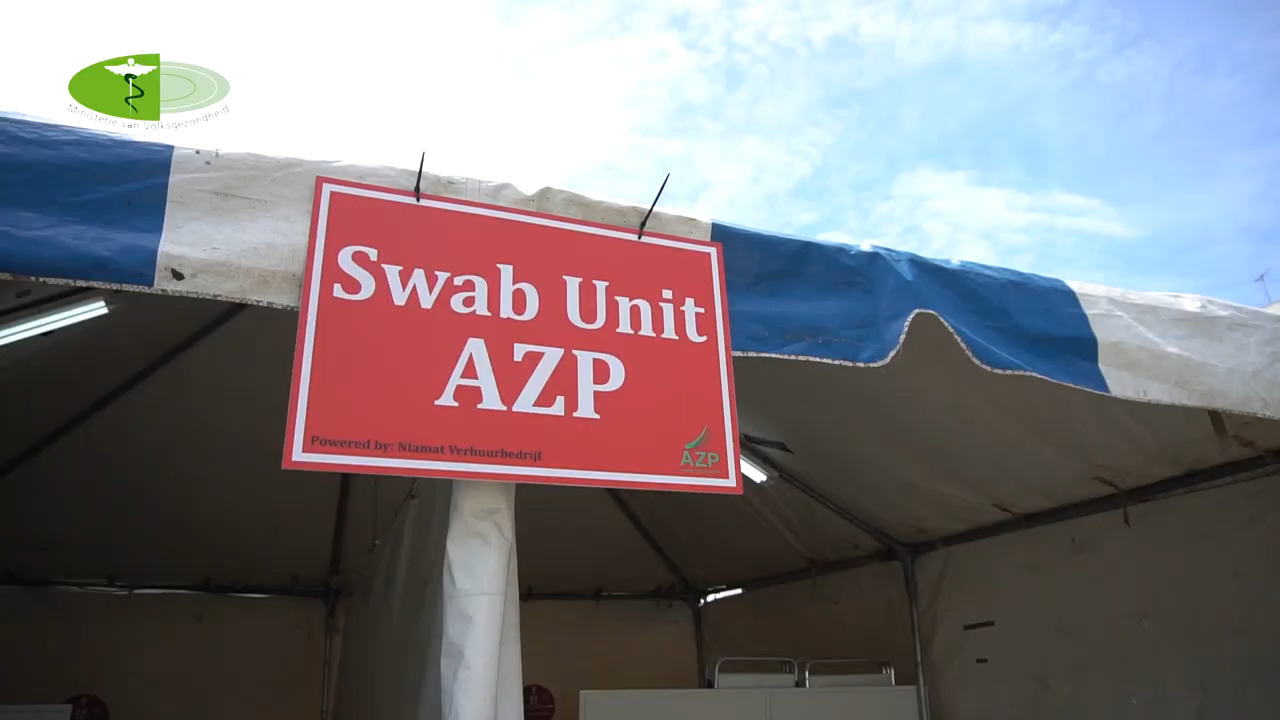 Ministerie van Volksgezondheid
Swab Unit
AZP
Powered by: Niamat Verhuurbedrijf
AZP